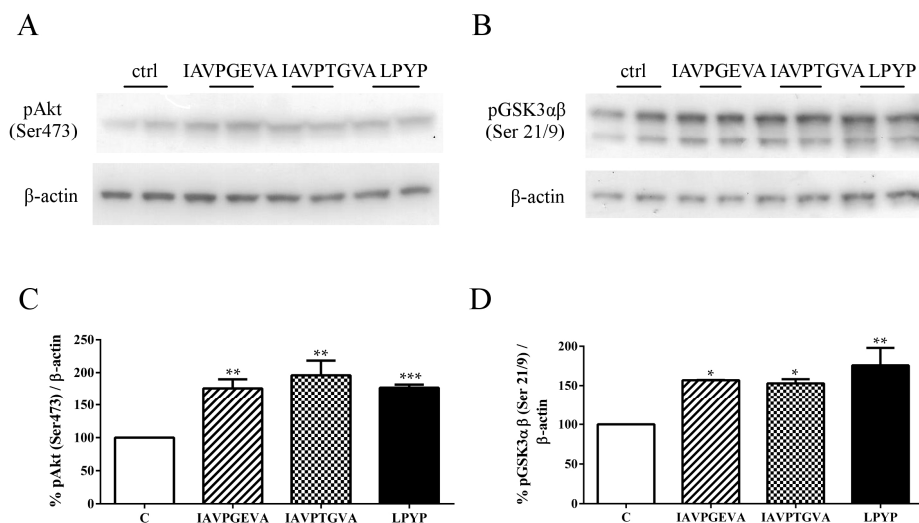 A
B
ctrl IAVPGEVA IAVPTGVA LPYP
ctrl IAVPGEVA IAVPTGVA LPYP
pAkt
(Ser473)
pGSK3αβ
(Ser 21/9)
β-actin
β-actin
C
D
% pAkt (Ser473) / β-actin
250
200
150
100
50
0
**
**
***
C IAVPGEVA IAVPTGVA LPYP
% pGSK3α β (Ser 21/9) /
β-actin
200
150
100
50
0
*
*
**
C IAVPGEVA IAVPTGVA LPYP